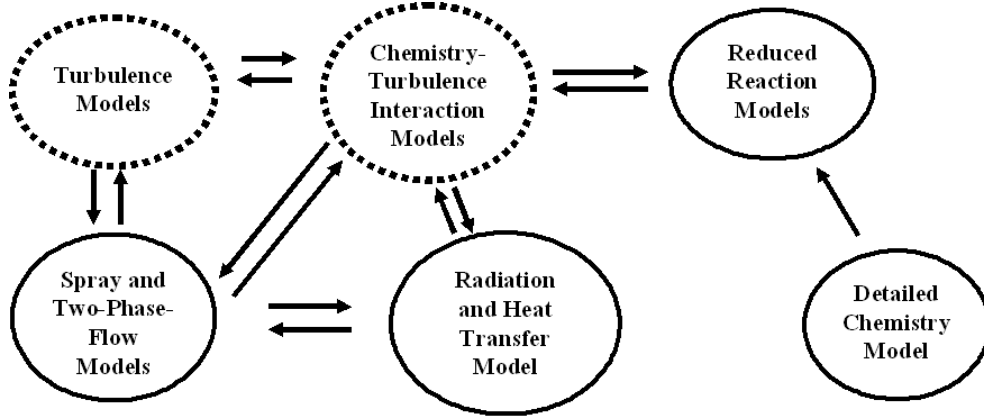 Turbulence
Models
Chemistry-
Turbulence
Interaction
Models
Reduced
Reaction
Models
Spray and
Two-Phase-
Flow
Models
Radiation
and Heat
Transfer
Model
Detailed
Chemistry
Model